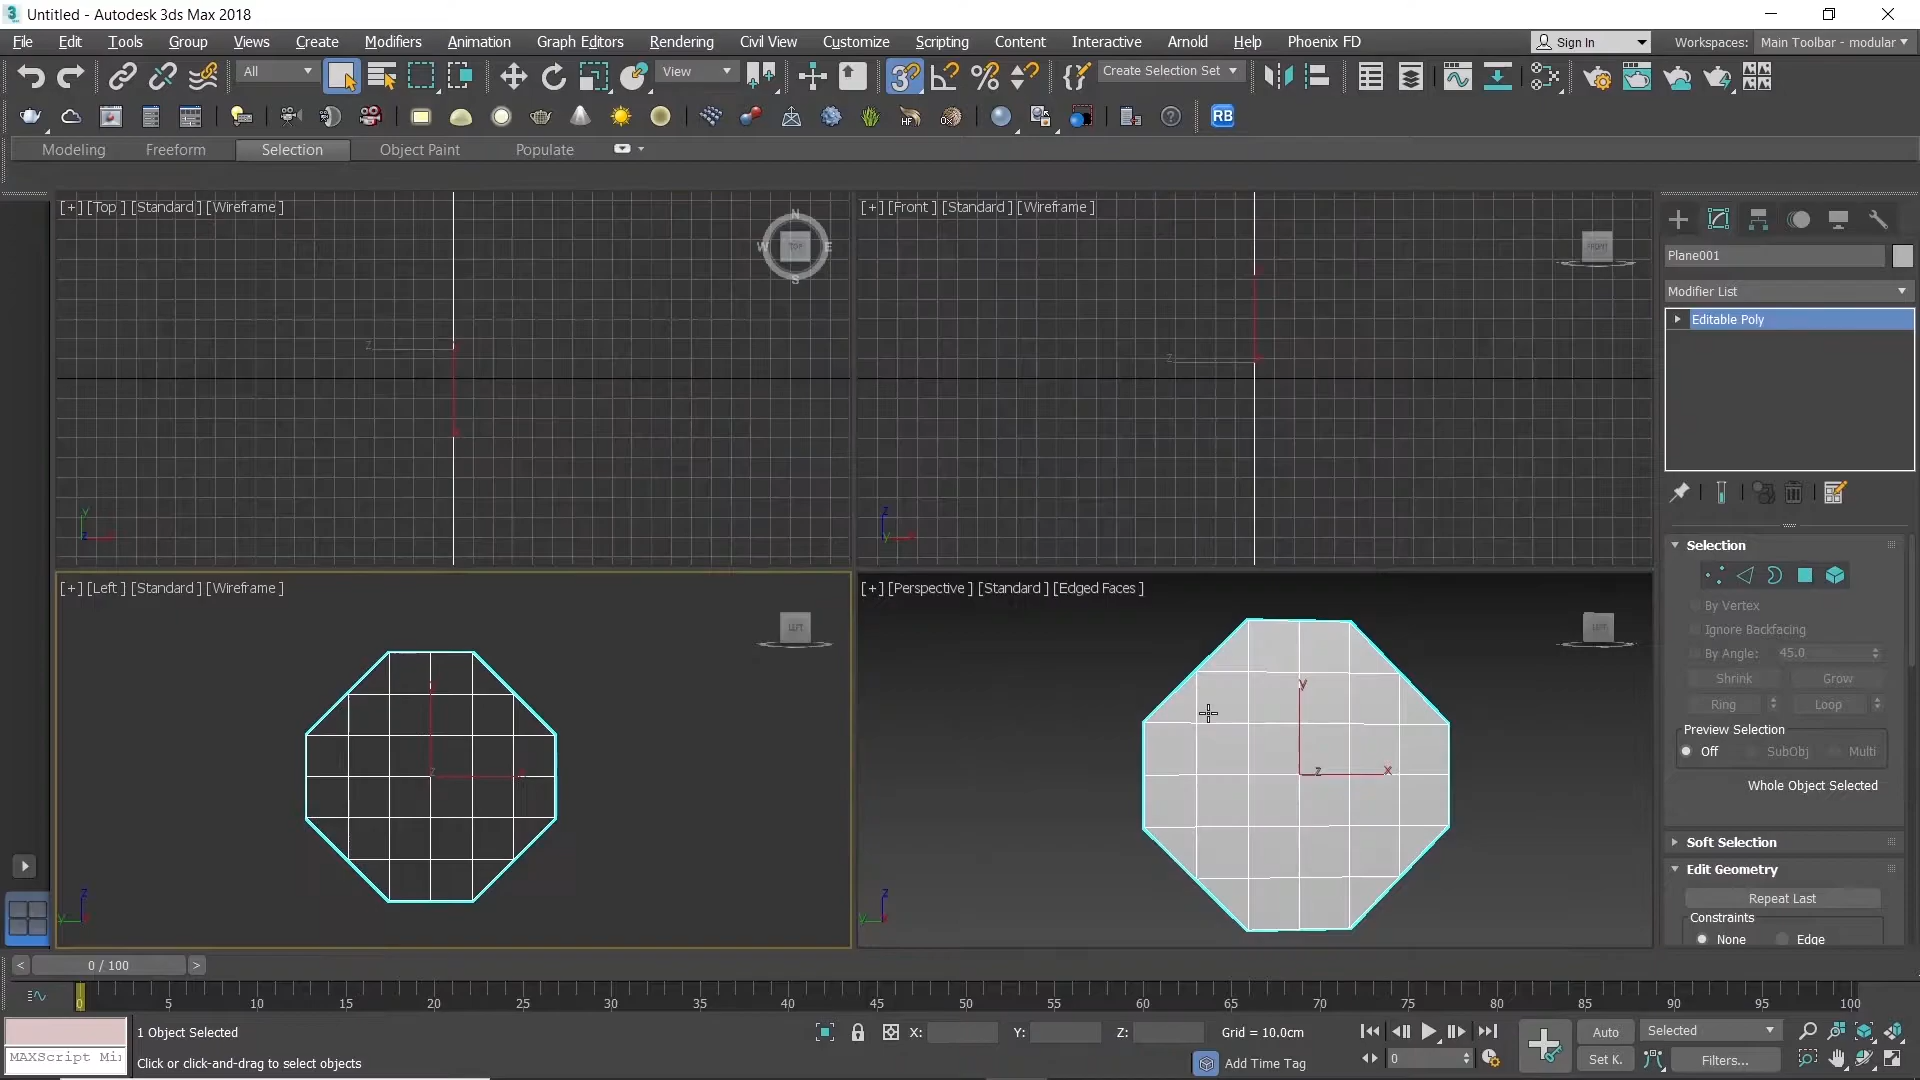 Untitled - Autodesk 3ds Max 2018
File Edit Tools Group Views Create Modifiers Animation Graph Editors Rendering Civil View Customize Scripting Content Interactive Arnold Help Phoenix FD Sign In Workspaces: Main Toolbar - modular
All View Create Selection Set
RB
Modeling Freeform Selection Object Paint Populate
[+] [Top ] [Standard ] [Wireframe ]
[+] [Front ] [Standard ] [Wireframe ]
N
W TOP E
S
FRONT
Plane001
Modifier List
Editable Poly
z
z
y
z
z
y
Selection
By Vertex
Ignore Backfacing
By Angle: 45.0
Shrink Grow
Ring Loop
Preview Selection
Off SubObj Multi
Whole Object Selected
Soft Selection
Edit Geometry
Repeat Last
Constraints
None Edge
[+] [Left ] [Standard ] [Wireframe ]
[+] [Perspective ] [Standard ] [Edged Faces ]
LEFT
LEFT
y
z x
z
y
z
y
< 0 / 100 >
0 5 10 15 20 25 30 35 40 45 50 55 60 65 70 75 80 85 90 95 100
1 Object Selected
X: Y: Z: Grid = 10.0cm
Auto Selected
MAXScript Mi
Click or click-and-drag to select objects
Add Time Tag
0
Set K. Filters...